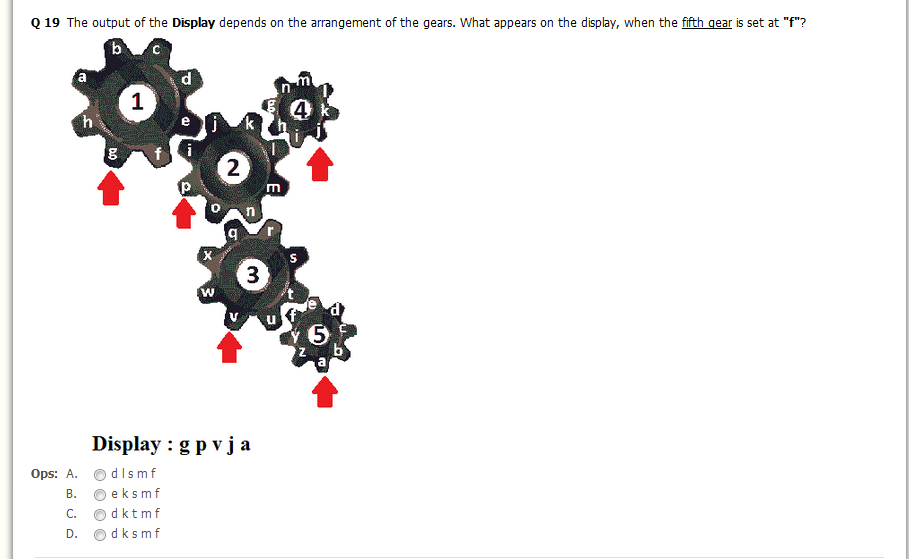 Q 19 The output of the Display depends on the arrangement of the gears. What appears on the display, when the fifth gear is set at "f"?
b c
a d
h 1 e
g f
j k
i l
p 2 m
o n
n m l
g 4 k
h i j
q r
x s
w 3 t
v u
e d
f c
y 5 b
z a
Display : g p v j a
Ops: A. d l s m f
B. e k s m f
C. d k t m f
D. d k s m f